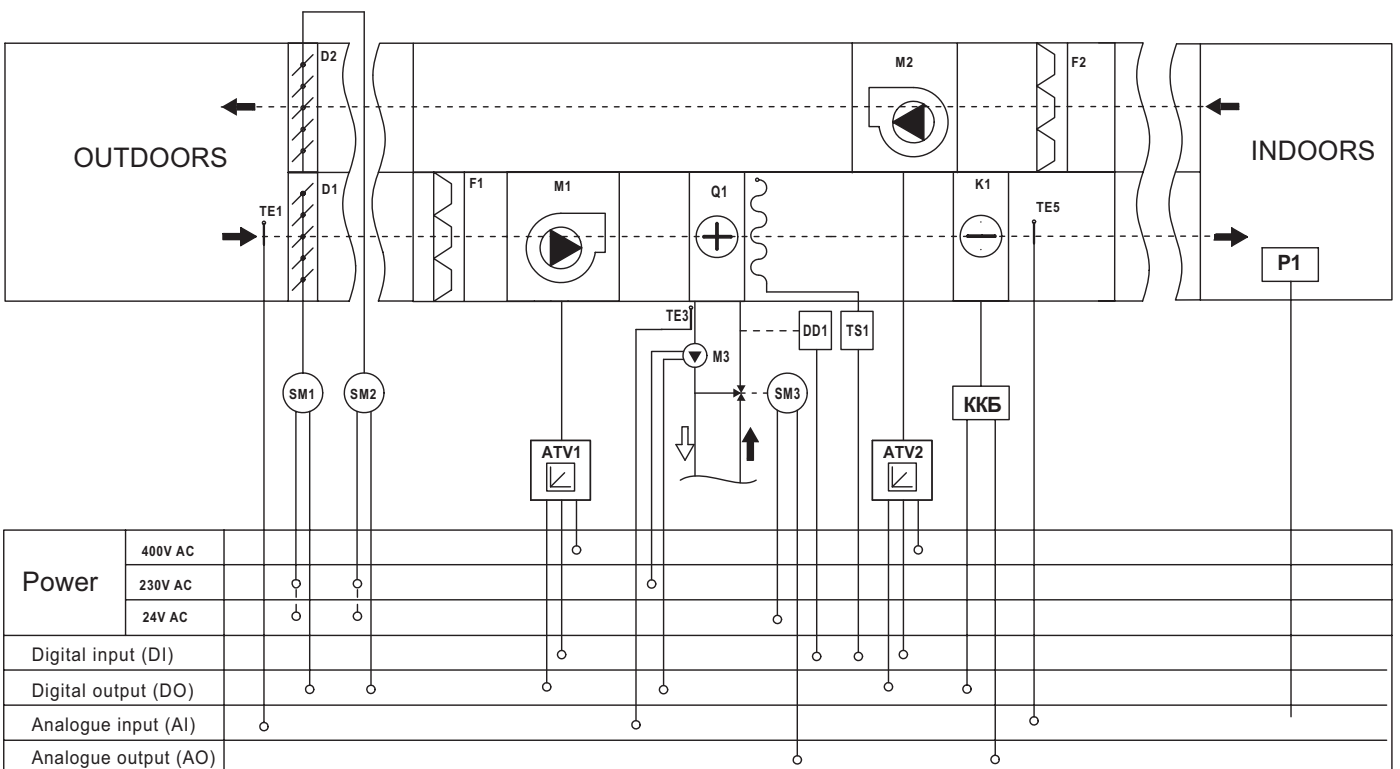 D2
M2
F2
OUTDOORS
INDOORS
TE1
D1
F1
M1
Q1
K1
TE5
P1
TE3
M3
DD1
TS1
SM1
SM2
SM3
ККБ
ATV1
ATV2
Power
400V AC
230V AC
24V AC
Digital input (DI)
Digital output (DO)
Analogue input (AI)
Analogue output (AO)